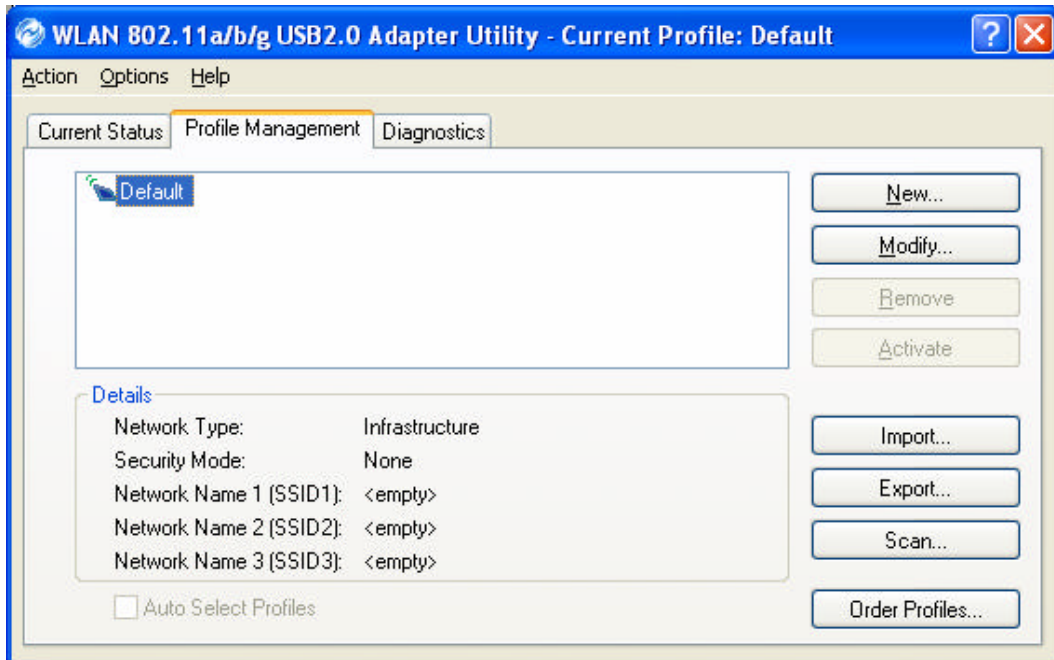 WLAN 802.11a/b/g USB2.0 Adapter Utility - Current Profile: Default
Action Options Help
Current Status Profile Management Diagnostics
Default
New...
Modify...
Remove
Activate
Details
Network Type: Infrastructure
Security Mode: None
Network Name 1 (SSID1): <empty>
Network Name 2 (SSID2): <empty>
Network Name 3 (SSID3): <empty>
Import...
Export...
Scan...
Auto Select Profiles
Order Profiles...